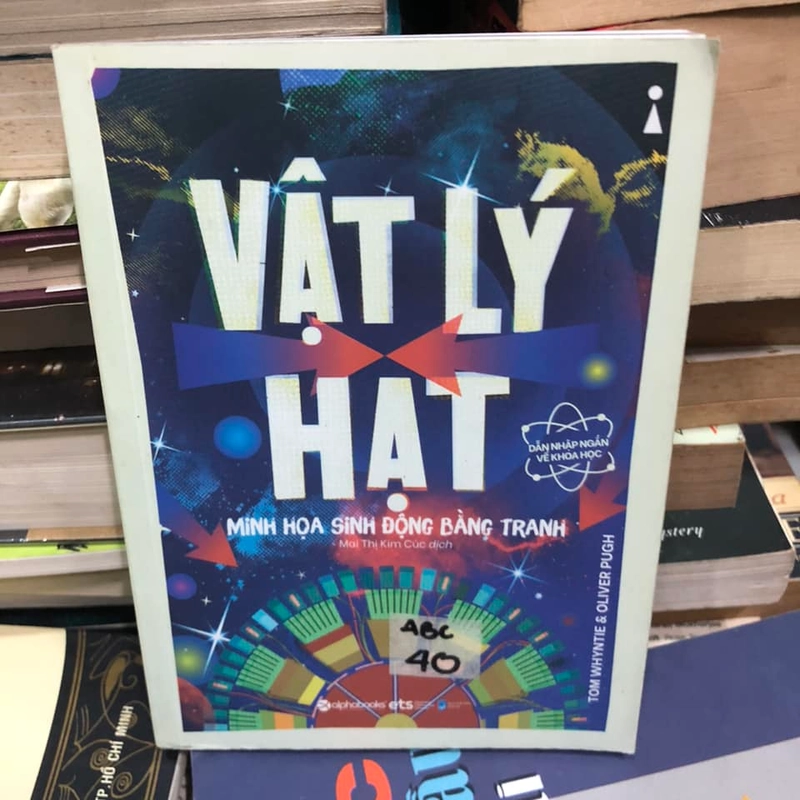 VẬT LÝ
HẠT
DẪN NHẬP NGẮN
VỀ KHOA HỌC
MINH HỌA SINH ĐỘNG BẰNG TRANH
Mai Thị Kim Cúc dịch
TOM WHYNTIE & OLIVER PUGH
ABC
40
alphabooks ets
TP. HỒ CHÍ MINH
stery